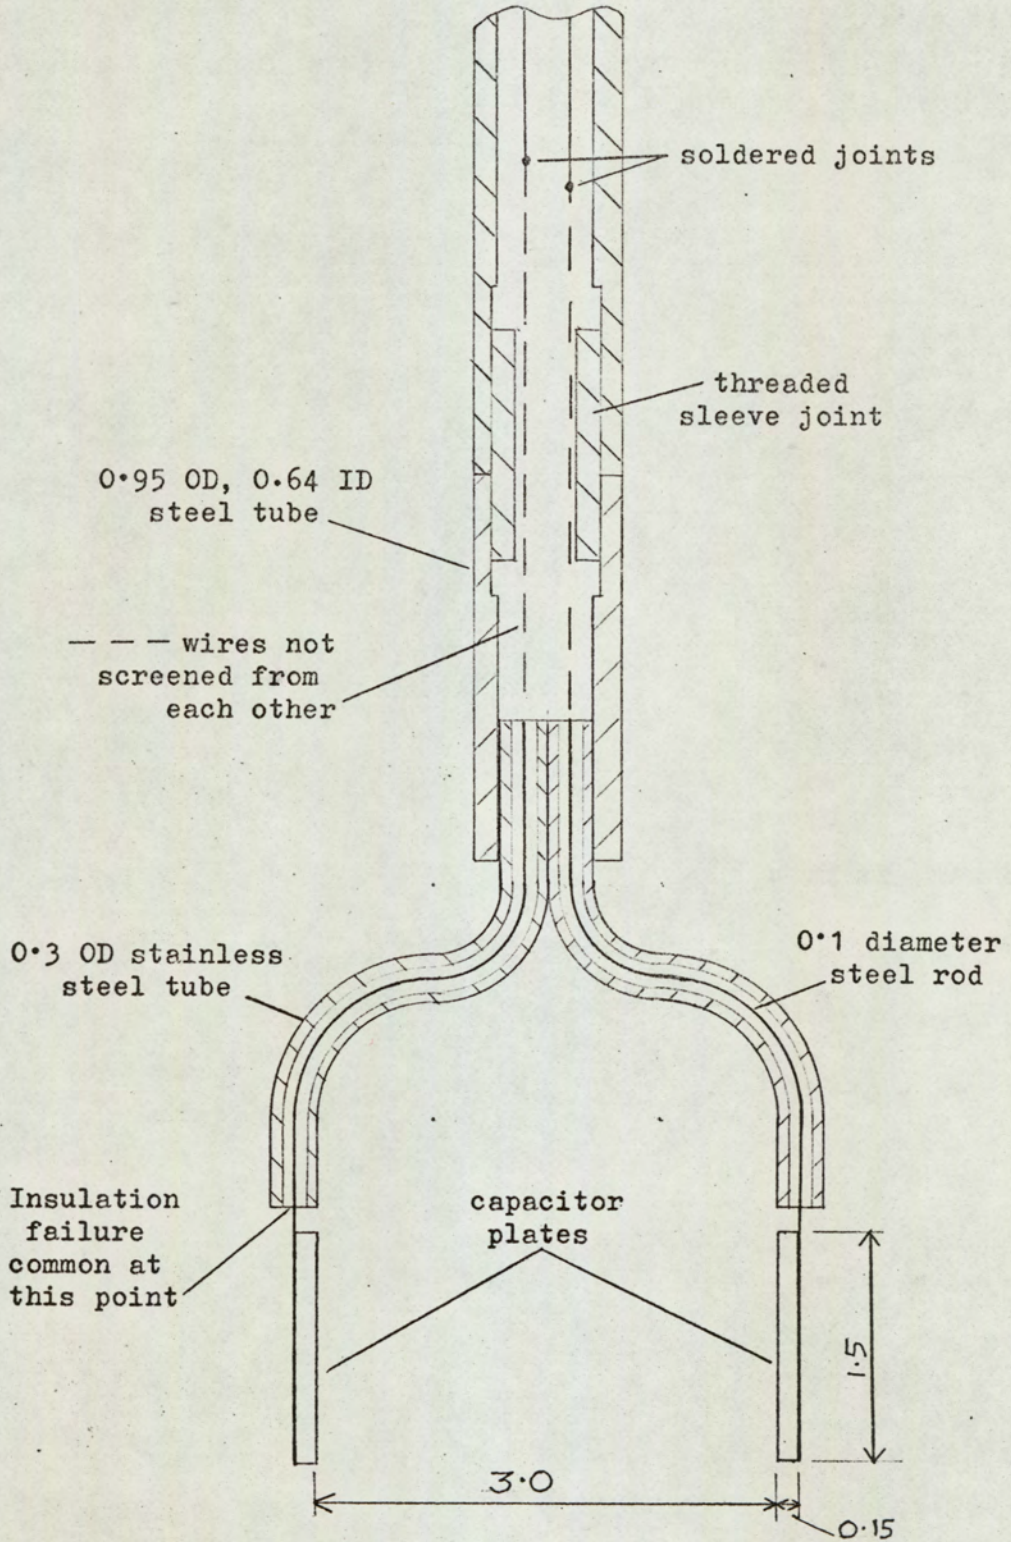 soldered joints
threaded
sleeve joint
0·95 OD, 0·64 ID
steel tube
— — — wires not
screened from
each other
0·3 OD stainless
steel tube
0·1 diameter
steel rod
Insulation
failure
common at
this point
capacitor
plates
1·5
3·0
0·15